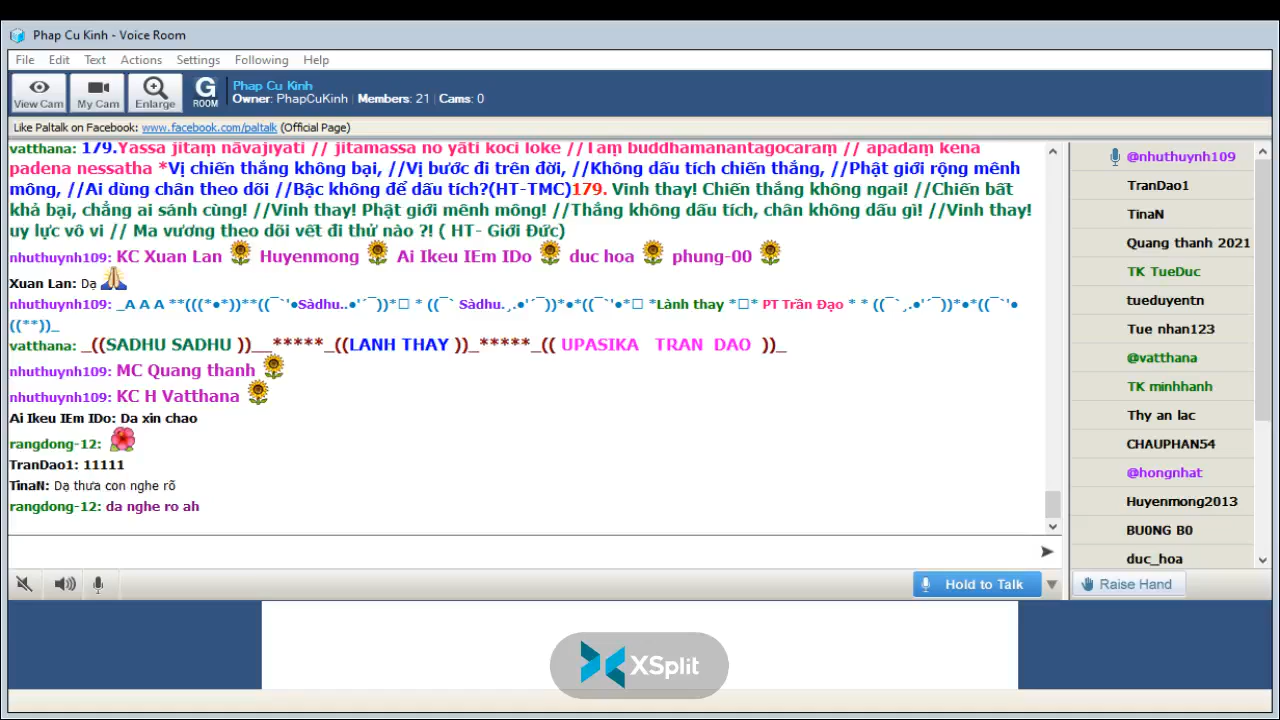 Phap Cu Kinh - Voice Room
File Edit Text Actions Settings Following Help
View Cam My Cam Enlarge G ROOM
Phap Cu Kinh
Owner: PhapCuKinh | Members: 21 | Cams: 0
Like Paltalk on Facebook: www.facebook.com/paltalk (Official Page)
vatthana: 179.Yassa jitaṃ nāvajīyati // jitamassa no yāti koci loke //Taṃ buddhamanantagocaraṃ // apadaṃ kena
padena nessatha *Vị chiến thắng không bại, //Vị bước đi trên đời, //Không dấu tích chiến thắng, //Phật giới rộng mênh
mông, //Ai dùng chân theo dõi //Bậc không để dấu tích?(HT-TMC)179. Vinh thay! Chiến thắng không ngai! //Chiến bất
khả bại, chẳng ai sánh cùng! //Vinh thay! Phật giới mênh mông! //Thắng không dấu tích, chân không dấu gì! //Vinh thay!
uy lực vô vi // Ma vương theo dõi vết đi thử nào ?! ( HT- Giới Đức)
nhuthuynh109: KC Xuan Lan 🌻 Huyenmong 🌻 Ai Ikeu IEm IDo 🌻 duc hoa 🌻 phung-00 🌻
Xuan Lan: Dạ 🙏
nhuthuynh109: _A A A **(((*●*))**((¯`'●Sàdhu..●'´¯))*□ * ((¯` Sàdhu.¸.●'´¯))*●*((¯`'●*□ *Lành thay *□* PT Trần Đạo * * ((¯`¸.●'´¯))*●*((¯`'●
((**))_
vatthana: _((SADHU SADHU ))__*****_((LANH THAY ))_*****_(( UPASIKA TRAN DAO ))_
nhuthuynh109: MC Quang thanh 🌻
nhuthuynh109: KC H Vatthana 🌻
Ai Ikeu IEm IDo: Da xin chao
rangdong-12: 🌺
TranDao1: 11111
TinaN: Dạ thưa con nghe rõ
rangdong-12: da nghe ro ah
@nhuthuynh109
TranDao1
TinaN
Quang thanh 2021
TK TueDuc
tueduyentn
Tue nhan123
@vatthana
TK minhhanh
Thy an lac
CHAUPHAN54
@hongnhat
Huyenmong2013
BU0NG B0
duc_hoa
Hold to Talk
Raise Hand
XSplit